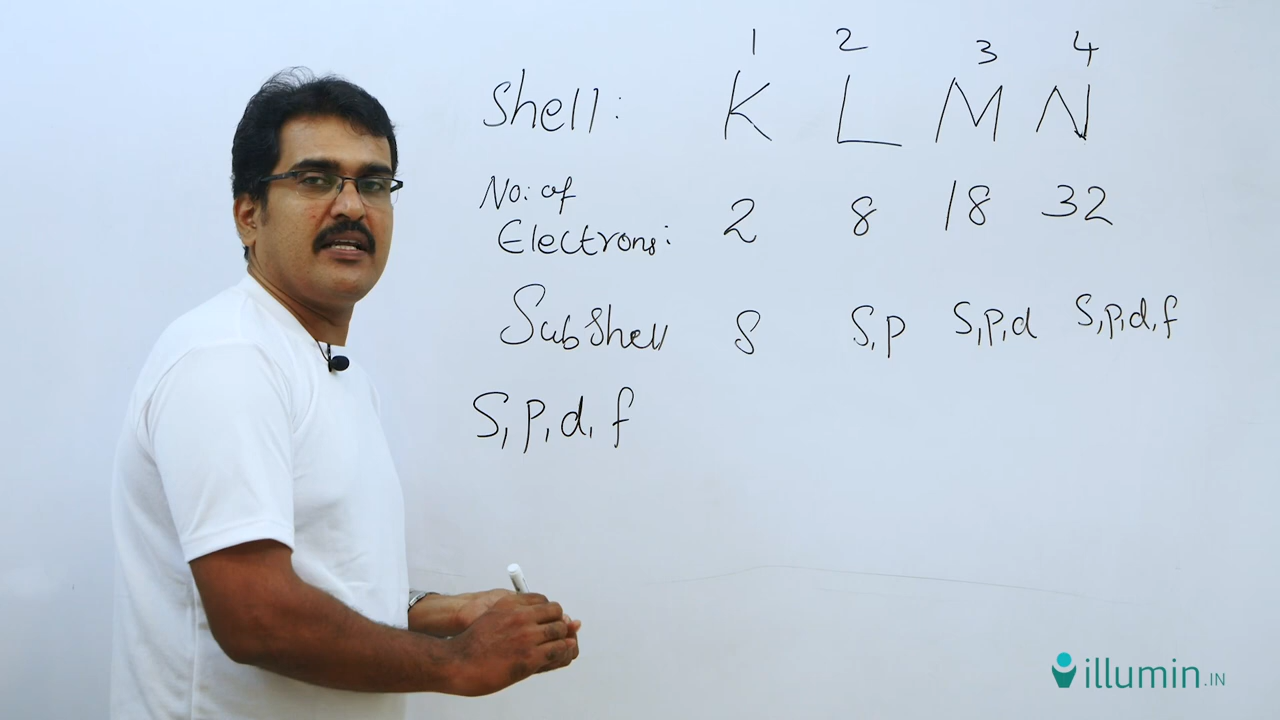 1 2 3 4
Shell: K L M N
No: of
Electrons: 2 8 18 32
Subshell S S,p S,p,d S,p,d,f
S, p, d, f
illumin.IN